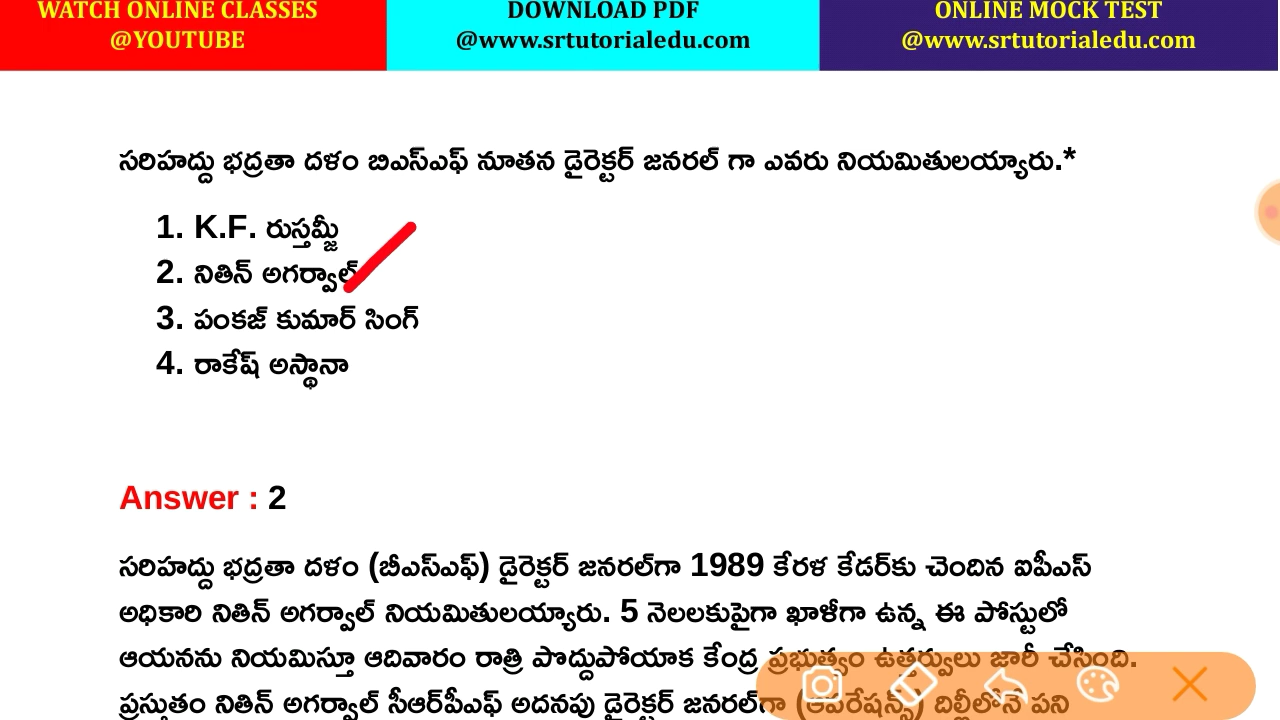 WATCH ONLINE CLASSES
@YOUTUBE
DOWNLOAD PDF
@www.srtutorialedu.com
ONLINE MOCK TEST
@www.srtutorialedu.com
సరిహద్దు భద్రతా దళం బిఎస్ఎఫ్ నూతన డైరెక్టర్ జనరల్ గా ఎవరు నియమితులయ్యారు.*
1. K.F. రుస్తమ్జీ
2. నితిన్ అగర్వాల్
3. పంకజ్ కుమార్ సింగ్
4. రాకేష్ అస్థానా
Answer : 2
సరిహద్దు భద్రతా దళం (బీఎస్ఎఫ్) డైరెక్టర్ జనరల్‌గా 1989 కేరళ కేడర్‌కు చెందిన ఐపీఎస్
అధికారి నితిన్ అగర్వాల్ నియమితులయ్యారు. 5 నెలలకుపైగా ఖాళీగా ఉన్న ఈ పోస్టులో
ఆయనను నియమిస్తూ ఆదివారం రాత్రి పొద్దుపోయాక కేంద్ర ప్రభుత్వం ఉత్తర్వులు జారీ చేసింది.
ప్రస్తుతం నితిన్ అగర్వాల్ సీఆర్‌పీఎఫ్ అదనపు డైరెక్టర్ జనరల్‌గా (ఆపరేషన్స్) దిల్లీలోనే పని